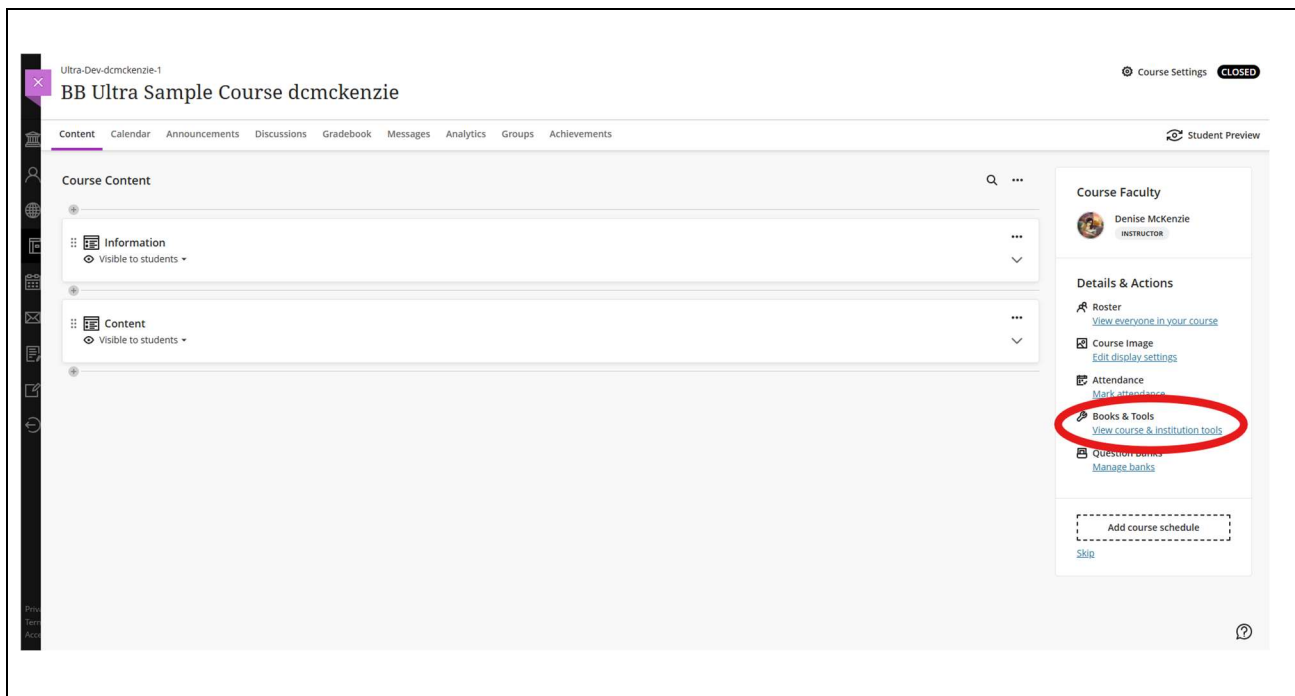 Ultra-Dev-dcmckenzie-1
BB Ultra Sample Course dcmckenzie
Course Settings CLOSED
Content Calendar Announcements Discussions Gradebook Messages Analytics Groups Achievements
Student Preview
Course Content
Information
Visible to students
Content
Visible to students
Course Faculty
Denise McKenzie
INSTRUCTOR
Details & Actions
Roster
View everyone in your course
Course Image
Edit display settings
Attendance
Mark attendance
Books & Tools
View course & institution tools
Question Banks
Manage banks
Add course schedule
Skip